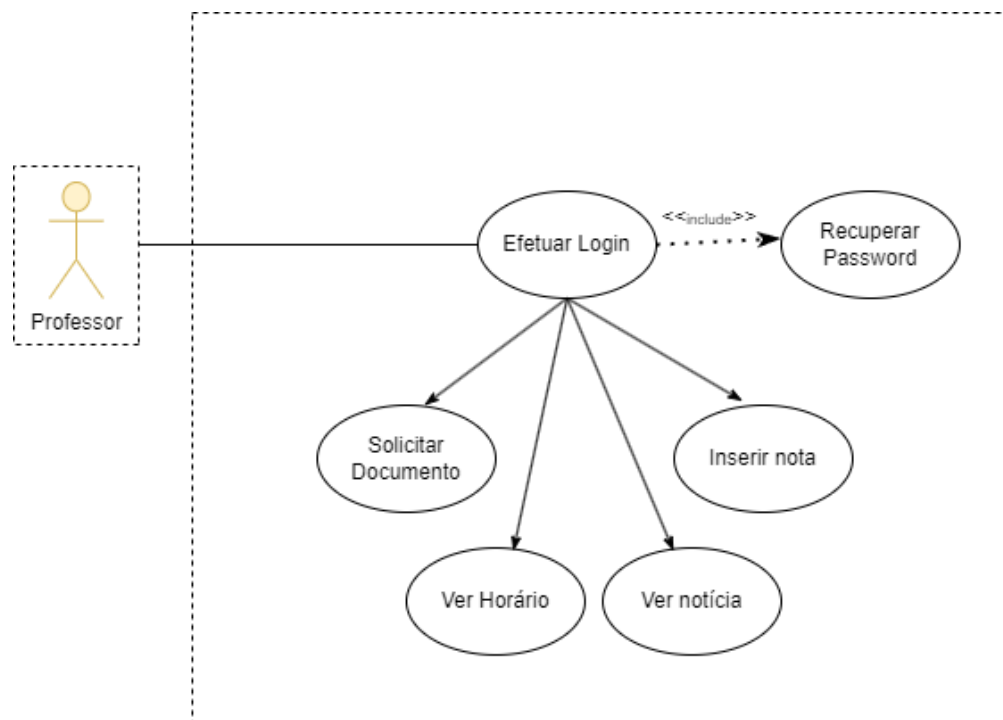 Efetuar Login
<<include>>
Recuperar
Password
Professor
Solicitar
Documento
Inserir nota
Ver Horário
Ver notícia